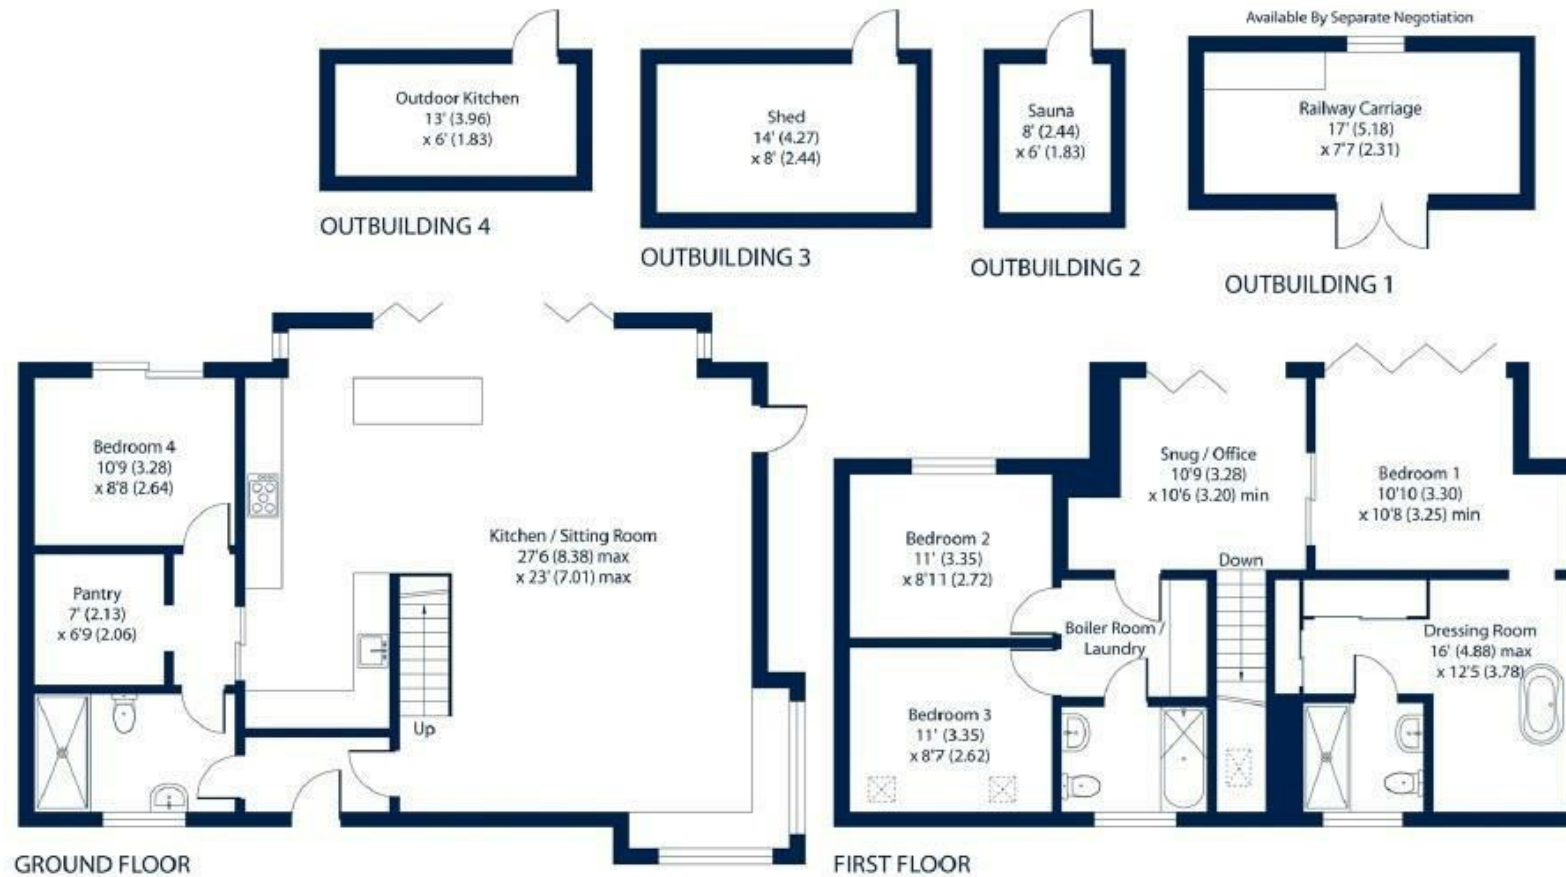 Available By Separate Negotiation
Outdoor Kitchen
13' (3.96)
x 6' (1.83)
OUTBUILDING 4
Shed
14' (4.27)
x 8' (2.44)
OUTBUILDING 3
Sauna
8' (2.44)
x 6' (1.83)
OUTBUILDING 2
Railway Carriage
17' (5.18)
x 7'7 (2.31)
OUTBUILDING 1
Bedroom 4
10'9 (3.28)
x 8'8 (2.64)
Pantry
7' (2.13)
x 6'9 (2.06)
Kitchen / Sitting Room
27'6 (8.38) max
x 23' (7.01) max
Up
GROUND FLOOR
Snug / Office
10'9 (3.28)
x 10'6 (3.20) min
Bedroom 1
10'10 (3.30)
x 10'8 (3.25) min
Bedroom 2
11' (3.35)
x 8'11 (2.72)
Down
Boiler Room /
Laundry
Dressing Room
16' (4.88) max
x 12'5 (3.78)
Bedroom 3
11' (3.35)
x 8'7 (2.62)
FIRST FLOOR